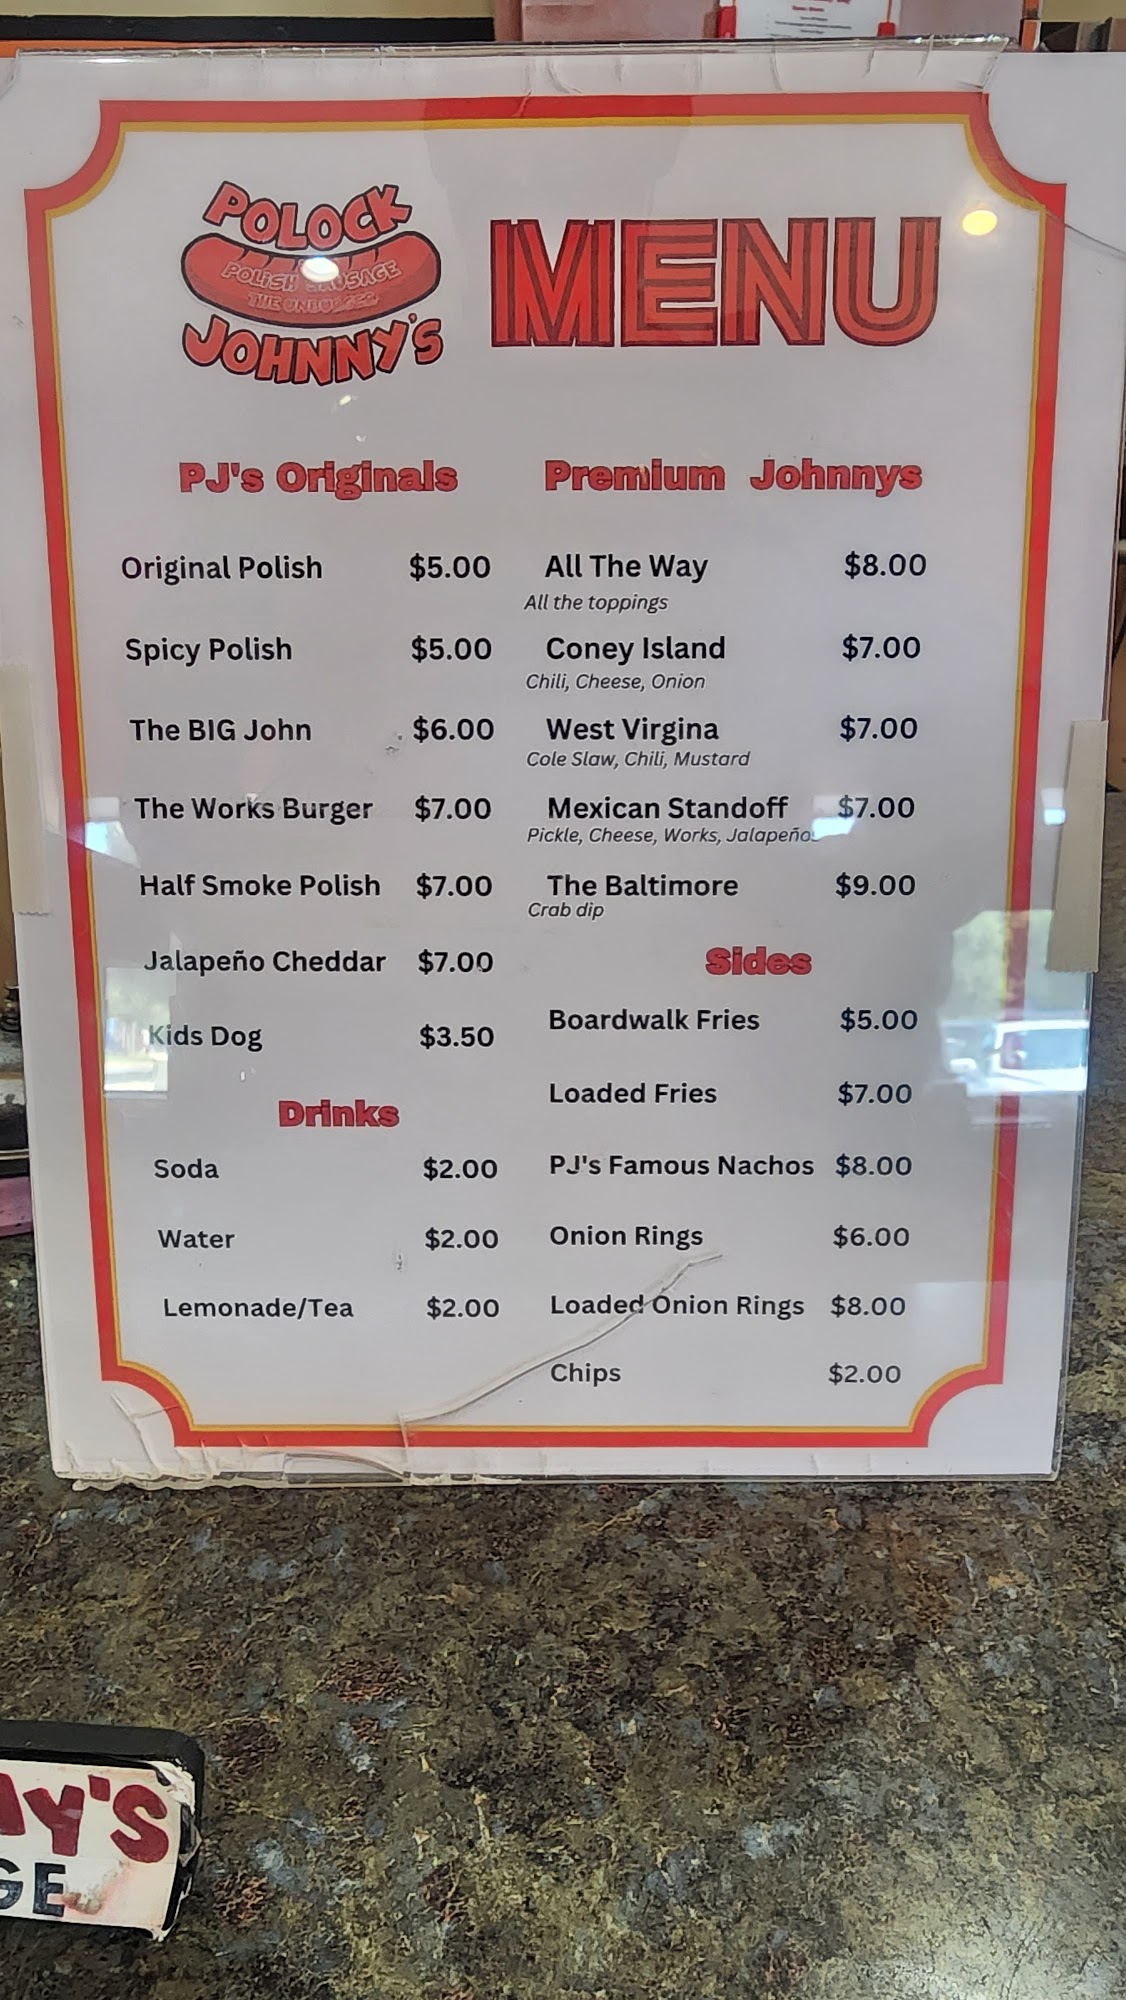 POLOCK
POLISH SAUSAGE
THE UNBURGER
JOHNNY'S
MENU
PJ's Originals
Original Polish $5.00
Spicy Polish $5.00
The BIG John $6.00
The Works Burger $7.00
Half Smoke Polish $7.00
Jalapeño Cheddar $7.00
Kids Dog $3.50
Drinks
Soda $2.00
Water $2.00
Lemonade/Tea $2.00
Premium Johnnys
All The Way $8.00
All the toppings
Coney Island $7.00
Chili, Cheese, Onion
West Virgina $7.00
Cole Slaw, Chili, Mustard
Mexican Standoff $7.00
Pickle, Cheese, Works, Jalapeños
The Baltimore $9.00
Crab dip
Sides
Boardwalk Fries $5.00
Loaded Fries $7.00
PJ's Famous Nachos $8.00
Onion Rings $6.00
Loaded Onion Rings $8.00
Chips $2.00
Y'S
GE